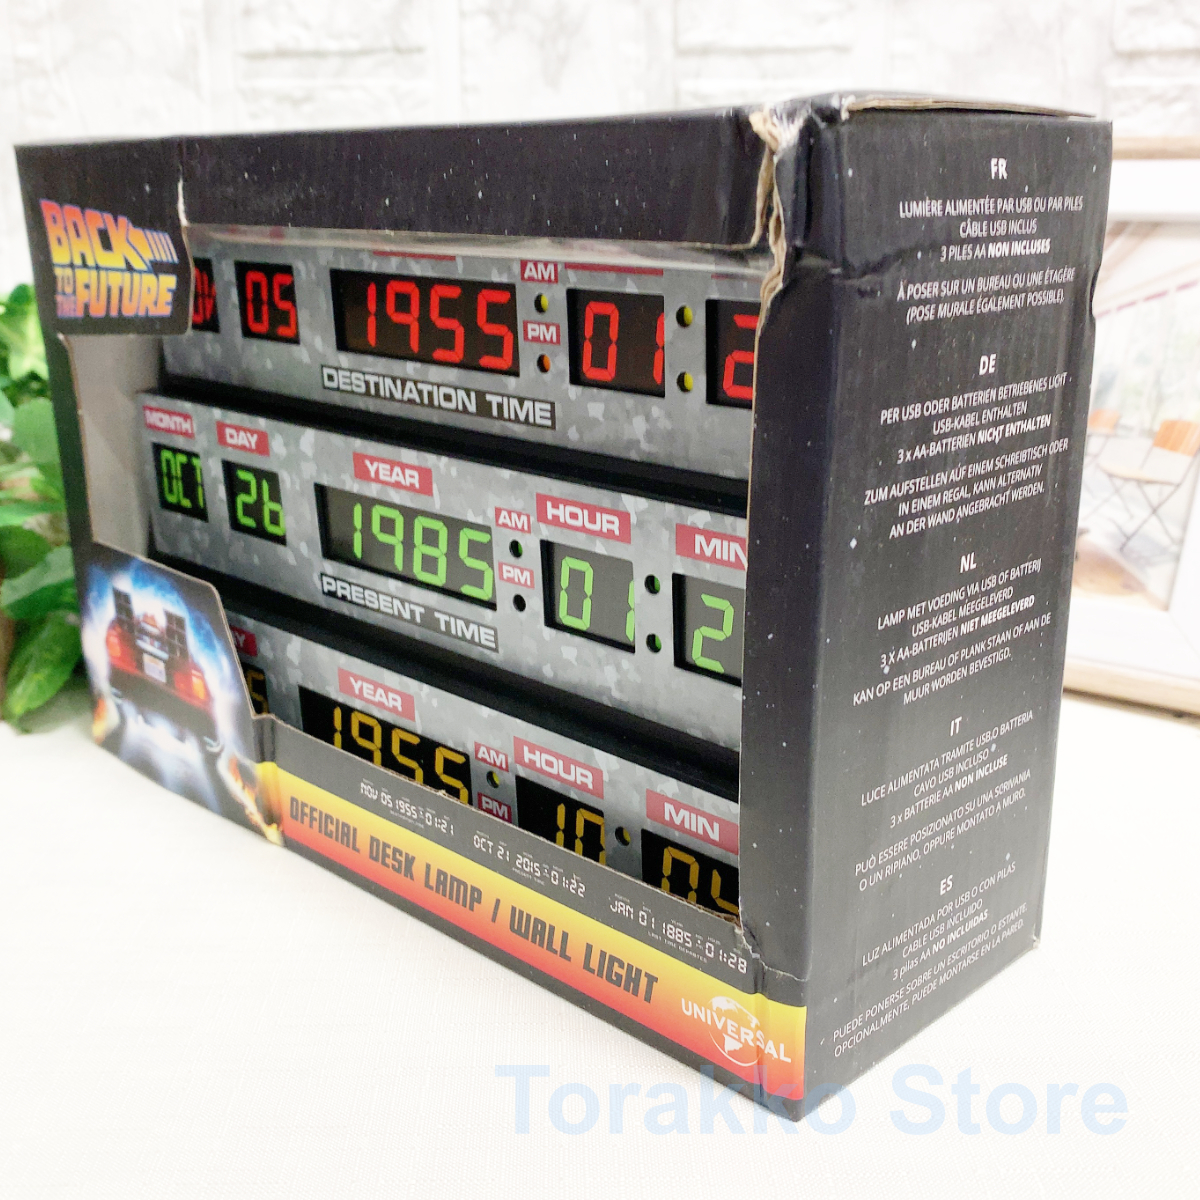 BACK
TO THE
FUTURE
05
1955
AM
PM
01
2
DESTINATION TIME
MONTH
DAY
YEAR
AM
HOUR
MIN
OCT
26
1985
PM
01
2
PRESENT TIME
YEAR
AM
HOUR
MIN
1955
PM
10
04
NOV 05 1955 01:21
OCT 21 2015 01:22
JAN 01 1885 01:28
LAST TIME DEPARTED
OFFICIAL DESK LAMP / WALL LIGHT
UNIVERSAL
FR
LUMIÈRE ALIMENTÉE PAR USB OU PAR PILES
CÂBLE USB INCLUS
3 PILES AA NON INCLUSES
À POSER SUR UN BUREAU OU UNE ÉTAGÈRE
(POSE MURALE ÉGALEMENT POSSIBLE).
DE
PER USB ODER BATTERIEN BETRIEBENES LICHT
USB-KABEL ENTHALTEN
3 x AA-BATTERIEN NICHT ENTHALTEN
ZUM AUFSTELLEN AUF EINEM SCHREIBTISCH ODER
IN EINEM REGAL, KANN ALTERNATIV
AN DER WAND ANGEBRACHT WERDEN.
NL
LAMP MET VOEDING VIA USB OF BATTERIJ
USB-KABEL MEEGELEVERD
3 X AA-BATTERIJEN NIET MEEGELEVERD
KAN OP EEN BUREAU OF PLANK STAAN OF AAN DE
MUUR WORDEN BEVESTIGD.
IT
LUCE ALIMENTATA TRAMITE USB O BATTERIA
CAVO USB INCLUSO
3 x BATTERIE AA NON INCLUSE
PUÒ ESSERE POSIZIONATO SU UNA SCRIVANIA
O UN RIPIANO, OPPURE MONTATO A MURO.
ES
LUZ ALIMENTADA POR USB O CON PILAS
CABLE USB INCLUIDO
3 pilas AA NO INCLUIDAS
PUEDE PONERSE SOBRE UN ESCRITORIO O ESTANTE.
OPCIONALMENTE, PUEDE MONTARSE EN LA PARED.
Torakko Store